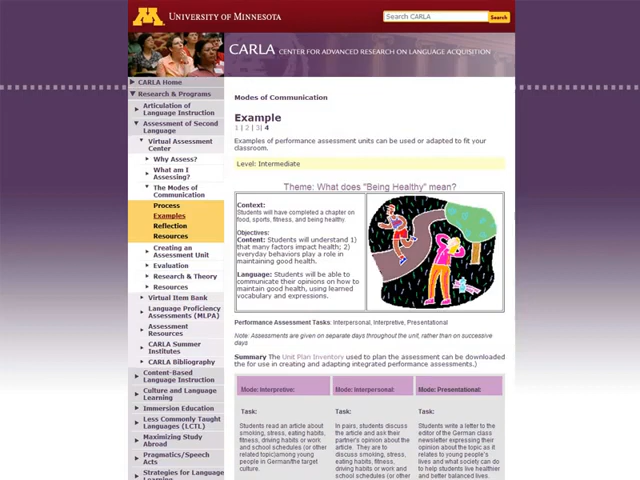 UNIVERSITY OF MINNESOTA
Search CARLA
Search
CARLA CENTER FOR ADVANCED RESEARCH ON LANGUAGE ACQUISITION
CARLA Home
Research & Programs
Articulation of
Language Instruction
Assessment of Second
Language
Virtual Assessment
Center
Why Assess?
What am I
Assessing?
The Modes of
Communication
Process
Examples
Reflection
Resources
Creating an
Assessment Unit
Evaluation
Research & Theory
Resources
Virtual Item Bank
Language Proficiency
Assessments (MLPA)
Assessment
Resources
CARLA Summer
Institutes
CARLA Bibliography
Content-Based
Language Instruction
Culture and Language
Learning
Immersion Education
Less Commonly Taught
Languages (LCTL)
Maximizing Study
Abroad
Pragmatics/Speech
Acts
Strategies for Language
Learning
Modes of Communication
Example
1 | 2 | 3| 4
Examples of performance assessment units can be used or adapted to fit your
classroom.
Level: Intermediate
Theme: What does "Being Healthy" mean?
Context:
Students will have completed a chapter on
food, sports, fitness, and being healthy
Objectives:
Content: Students will understand 1)
that many factors impact health; 2)
everyday behaviors play a role in
maintaining good health.
Language: Students will be able to
communicate their opinions on how to
maintain good health, using learned
vocabulary and expressions.
Performance Assessment Tasks: Interpersonal, Interpretive, Presentational
Note: Assessments are given on separate days throughout the unit, rather than on successive
days
Summary The Unit Plan Inventory used to plan the assessment can be downloaded
the for use in creating and adapting integrated performance assessments.)
Mode: Interpretive:
Task:
Students read an article about
smoking, stress, eating habits,
fitness, driving habits or work
and school schedules (or other
related topic)among young
people in German/the target
culture.
Mode: Interpersonal:
Task:
In pairs, students discuss
the article and ask their
partner's opinion about the
article. They are to
discuss smoking, stress,
eating habits, fitness,
driving habits or work and
school schedules (or other
Mode: Presentational:
Task:
Students write a letter to the
editor of the German class
newsletter expressing their
opinion about the topic as it
relates to young people's
lives and what society can do
to help students live healthier
and better balanced lives.